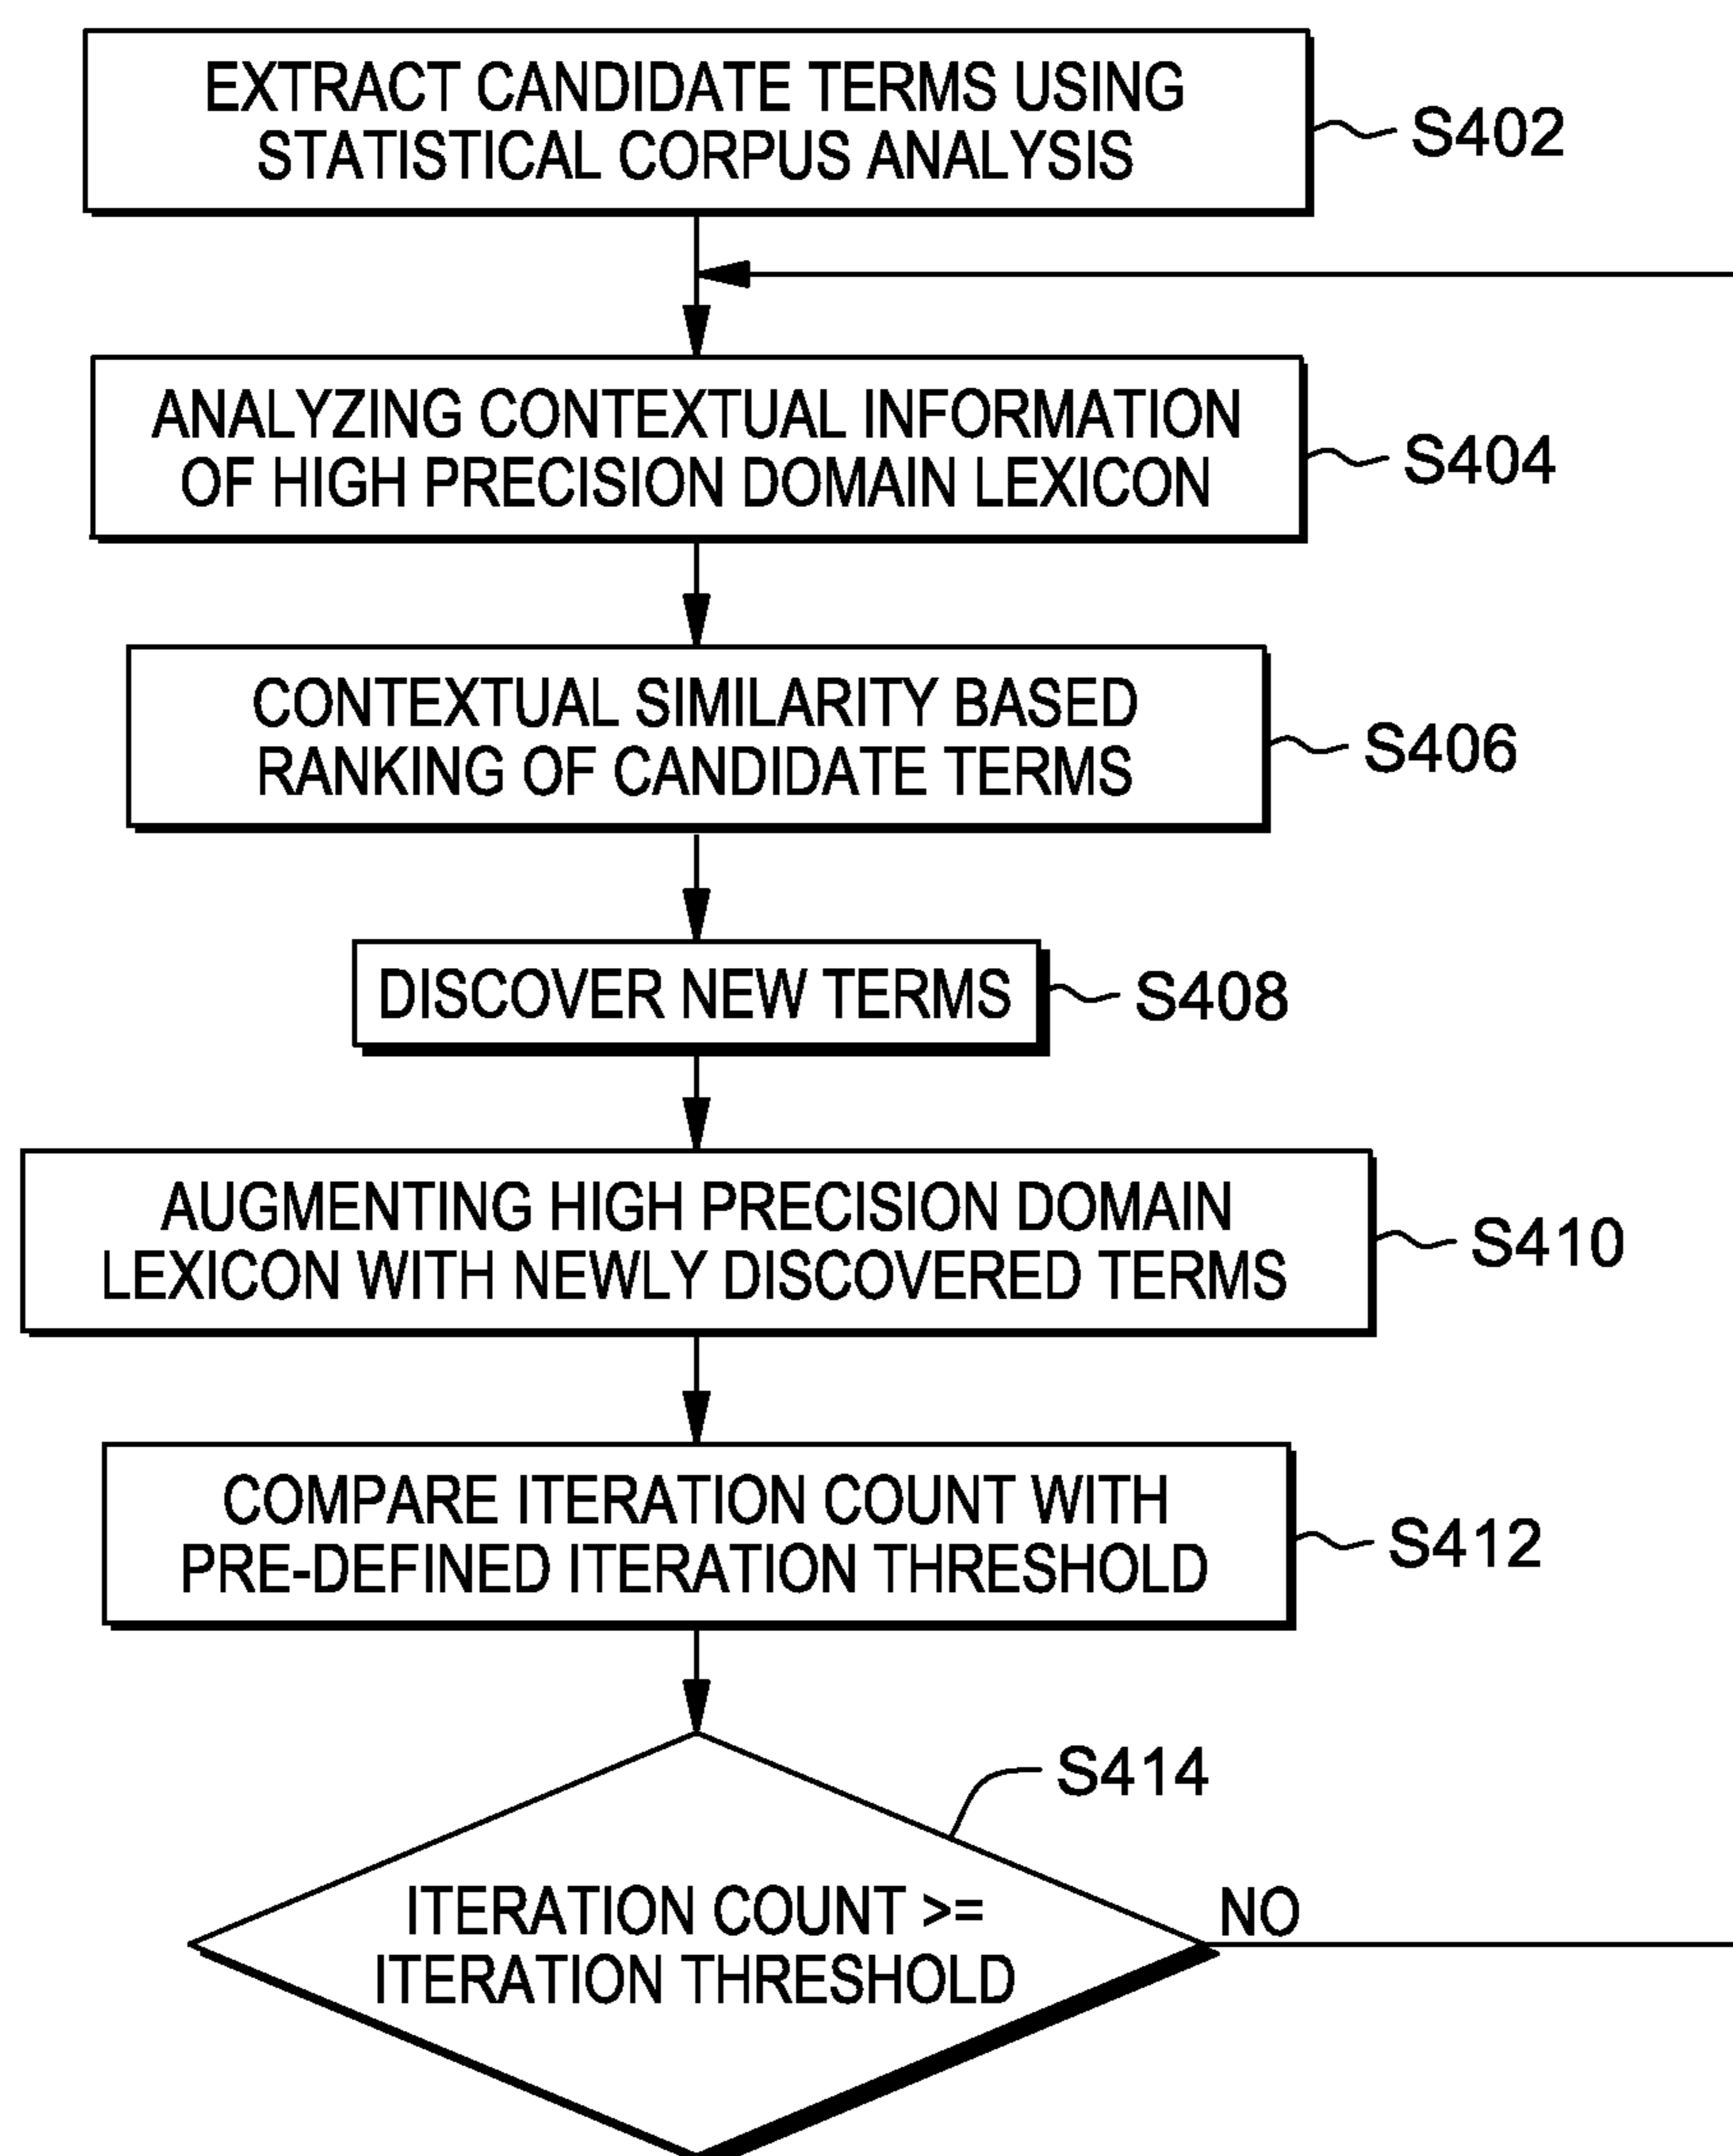 EXTRACT CANDIDATE TERMS USING
STATISTICAL CORPUS ANALYSIS
S402
ANALYZING CONTEXTUAL INFORMATION
OF HIGH PRECISION DOMAIN LEXICON
S404
CONTEXTUAL SIMILARITY BASED
RANKING OF CANDIDATE TERMS
S406
DISCOVER NEW TERMS
S408
AUGMENTING HIGH PRECISION DOMAIN
LEXICON WITH NEWLY DISCOVERED TERMS
S410
COMPARE ITERATION COUNT WITH
PRE-DEFINED ITERATION THRESHOLD
S412
S414
ITERATION COUNT >=
ITERATION THRESHOLD
NO